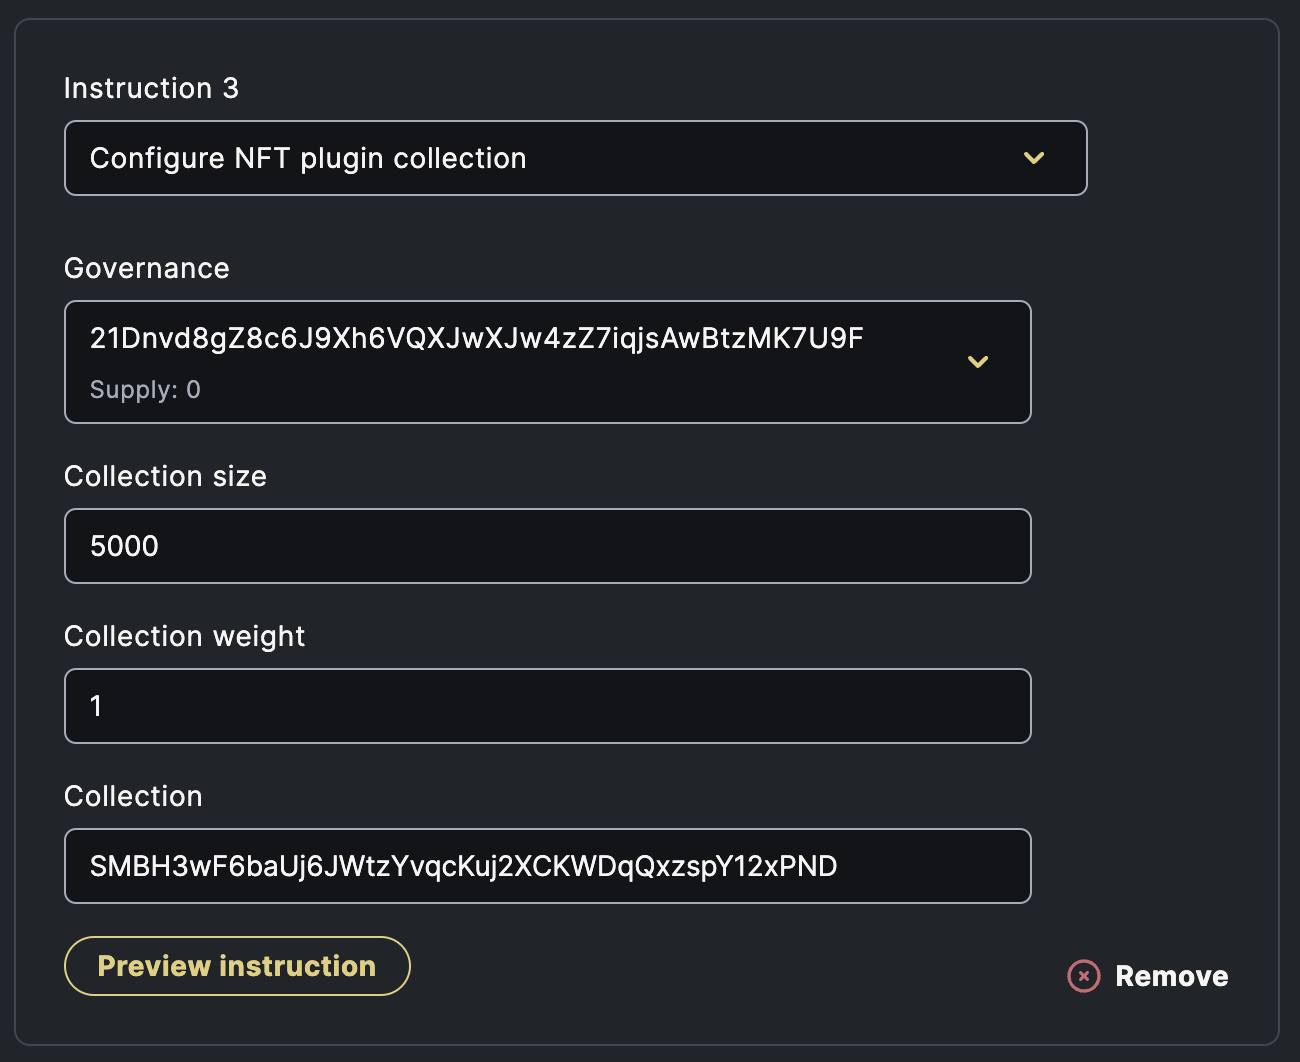 Instruction 3
Configure NFT plugin collection
Governance
21Dnvd8gZ8c6J9Xh6VQXJwXJw4zZ7iqjsAwBtzMK7U9F
Supply: 0
Collection size
5000
Collection weight
1
Collection
SMBH3wF6baUj6JWtzYvqcKuj2XCKWDqQxzspY12xPND
Preview instruction
Remove